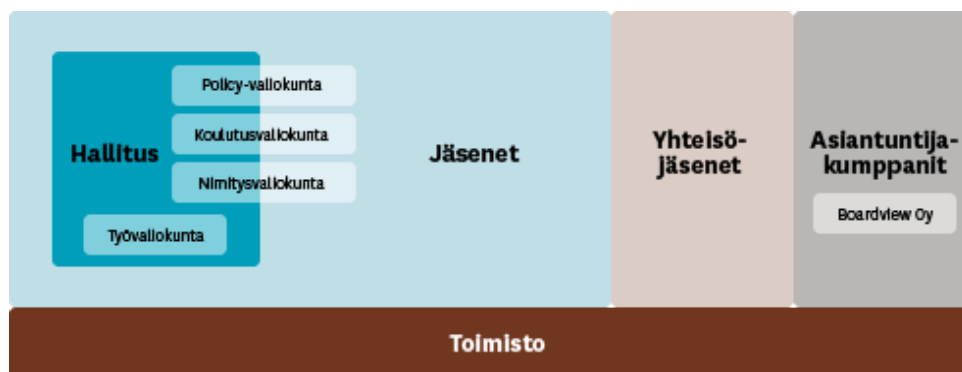 Hallitus
Policy-valiokunta
Koulutusvaliokunta
Nimitysvaliokunta
Työvaliokunta
Jäsenet
Yhteisö-
jäsenet
Asiantuntija-
kumppanit
Boardview Oy
Toimisto